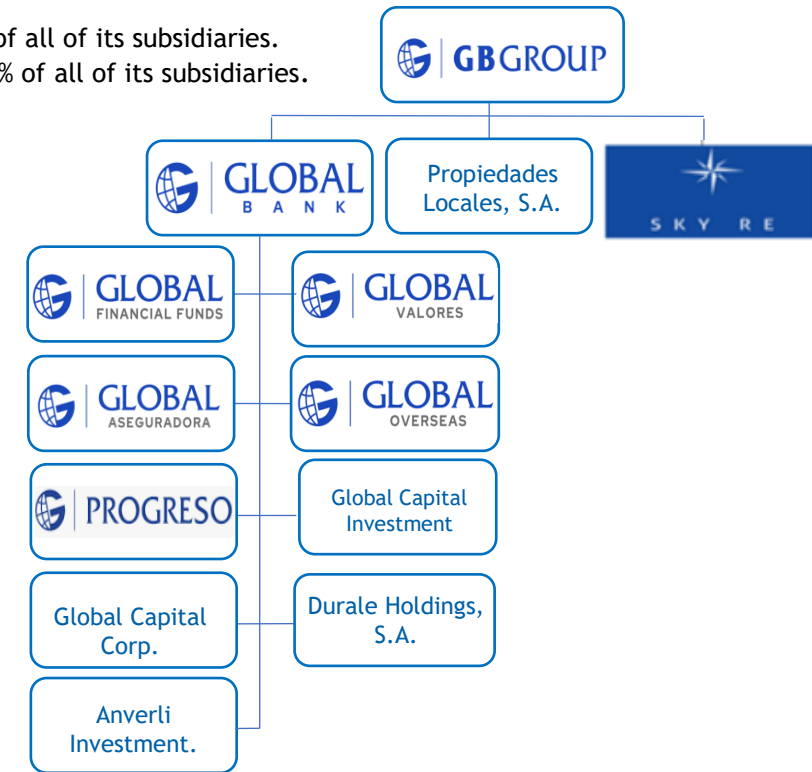 of all of its subsidiaries.
% of all of its subsidiaries.
GBGROUP
GLOBAL
BANK
Propiedades
Locales, S.A.
SKY RE
GLOBAL
FINANCIAL FUNDS
GLOBAL
VALORES
GLOBAL
ASEGURADORA
GLOBAL
OVERSEAS
PROGRESO
Global Capital
Investment
Global Capital
Corp.
Durale Holdings,
S.A.
Anverli
Investment.